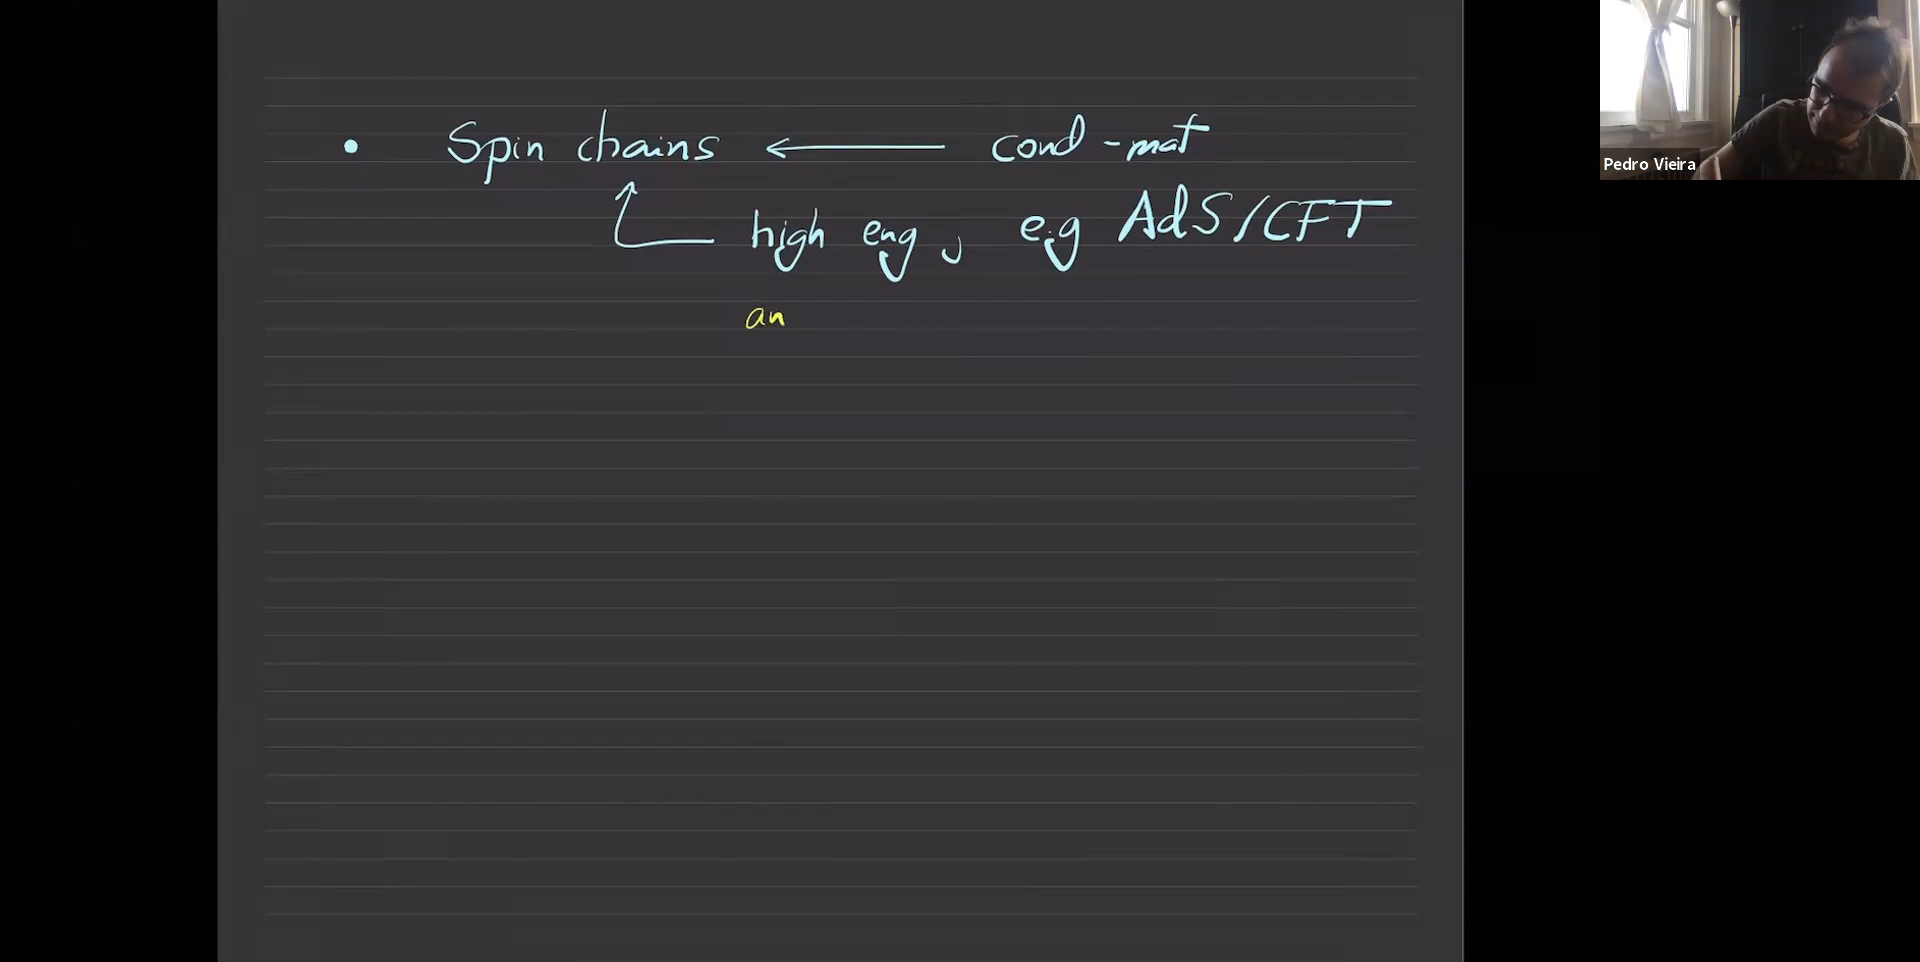 • Spin chains ← cond-mat
high eng, e.g AdS/CFT
an
Pedro Vieira